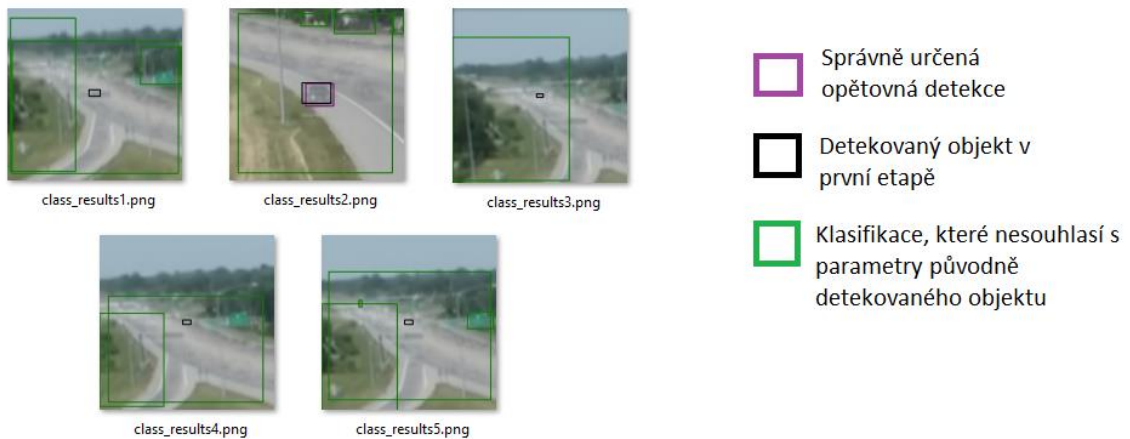 class_results1.png
class_results2.png
class_results3.png
class_results4.png
class_results5.png
Správně určená
opětovná detekce
Detekovaný objekt v
první etapě
Klasifikace, které nesouhlasí s
parametry původně
detekovaného objektu